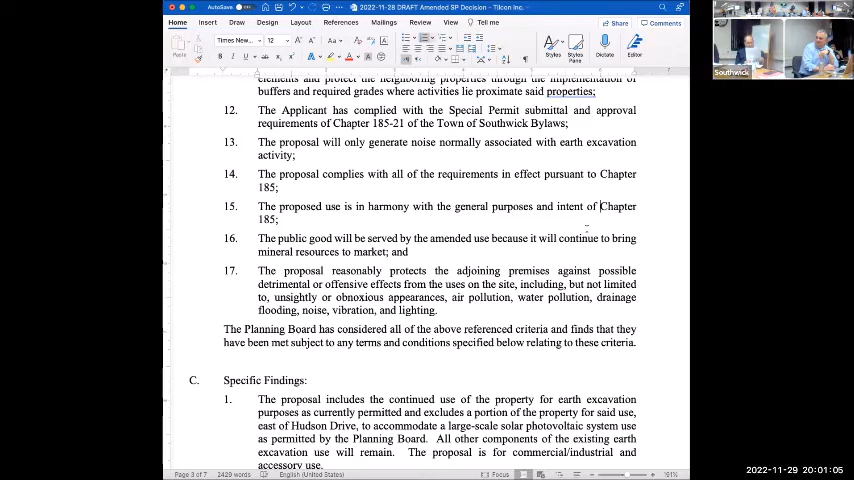 AutoSave OFF
2022-11-28 DRAFT Amended SP Decision - Tilcon.doc
Home Insert Draw Design Layout References Mailings Review View Tell me
Share Comments
Paste Times New... 12 Styles Styles Pane Dictate Editor
elements and protect the neighboring properties through the implementation of
buffers and required grades where activities lie proximate said properties;
12. The Applicant has complied with the Special Permit submittal and approval
requirements of Chapter 185-21 of the Town of Southwick Bylaws;
13. The proposal will only generate noise normally associated with earth excavation
activity;
14. The proposal complies with all of the requirements in effect pursuant to Chapter
185;
15. The proposed use is in harmony with the general purposes and intent of Chapter
185;
16. The public good will be served by the amended use because it will continue to bring
mineral resources to market; and
17. The proposal reasonably protects the adjoining premises against possible
detrimental or offensive effects from the uses on the site, including, but not limited
to, unsightly or obnoxious appearances, air pollution, water pollution, drainage
flooding, noise, vibration, and lighting.
The Planning Board has considered all of the above referenced criteria and finds that they
have been met subject to any terms and conditions specified below relating to these criteria.
C. Specific Findings:
1. The proposal includes the continued use of the property for earth excavation
purposes as currently permitted and excludes a portion of the property for said use,
east of Hudson Drive, to accommodate a large-scale solar photovoltaic system use
as permitted by the Planning Board. All other components of the existing earth
excavation use will remain. The proposal is for commercial/industrial and
accessory use.
Page 3 of 7 2429 words English (United States) Focus 191%
Southwick
2022-11-29 20:01:05